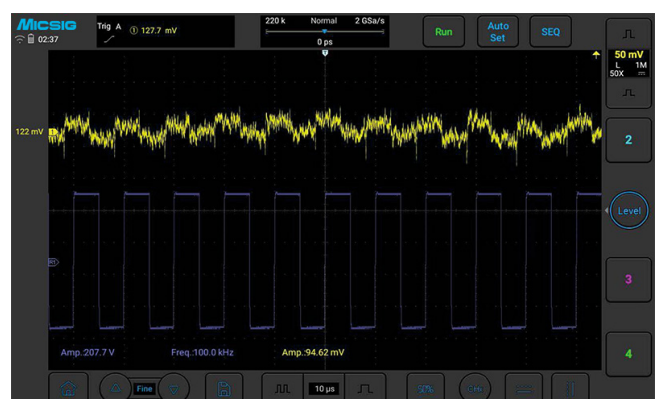 Micsig
02:37
Trig A
① 127.7 mV
220 k Normal 2 GSa/s
0 ps
Run
Auto
Set
SEQ
50 mV
L 1M
50X
122 mV
1
2
Level
3
4
Amp.:207.7 V Freq.:100.0 kHz Amp.:94.62 mV
Fine
10 µs
50%